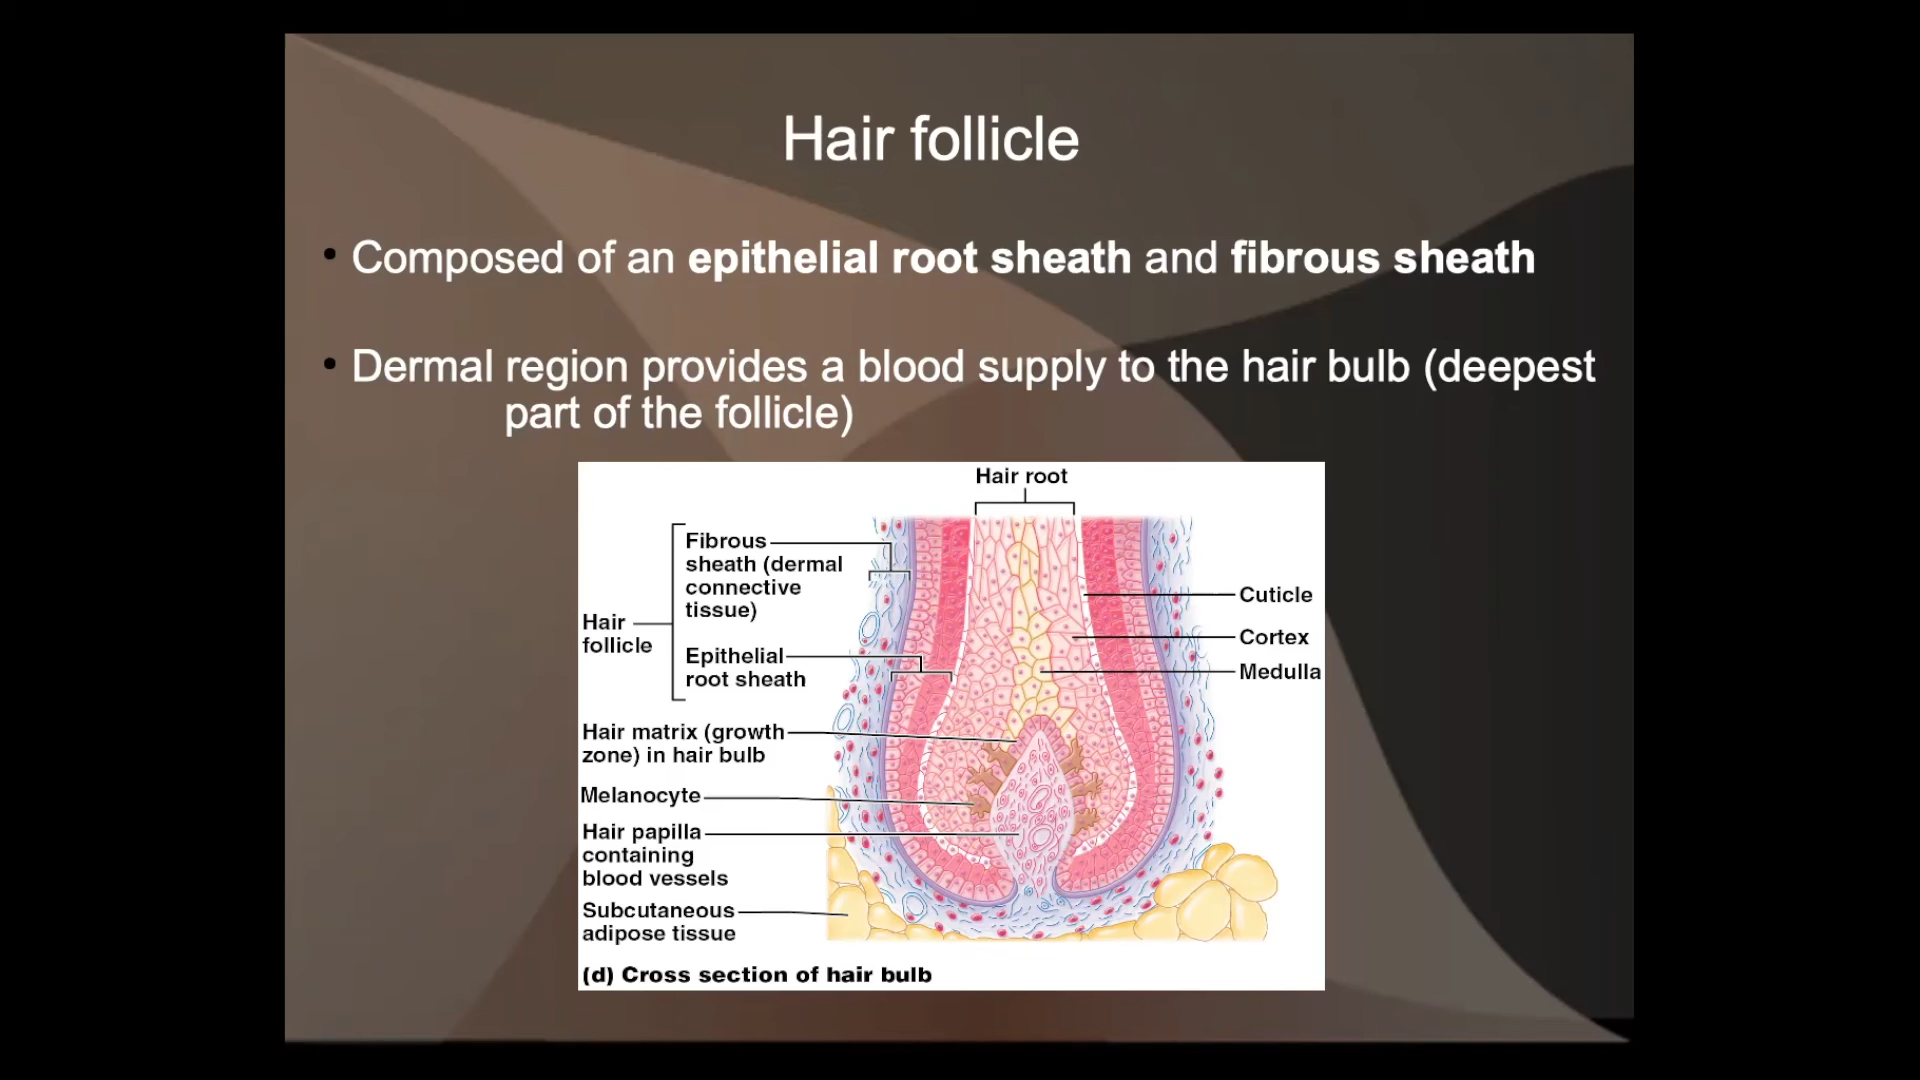 Hair follicle
• Composed of an epithelial root sheath and fibrous sheath
• Dermal region provides a blood supply to the hair bulb (deepest
part of the follicle)
Hair root
Fibrous
sheath (dermal
connective
tissue)
Hair
follicle
Epithelial
root sheath
Hair matrix (growth
zone) in hair bulb
Melanocyte
Hair papilla
containing
blood vessels
Subcutaneous
adipose tissue
Cuticle
Cortex
Medulla
(d) Cross section of hair bulb